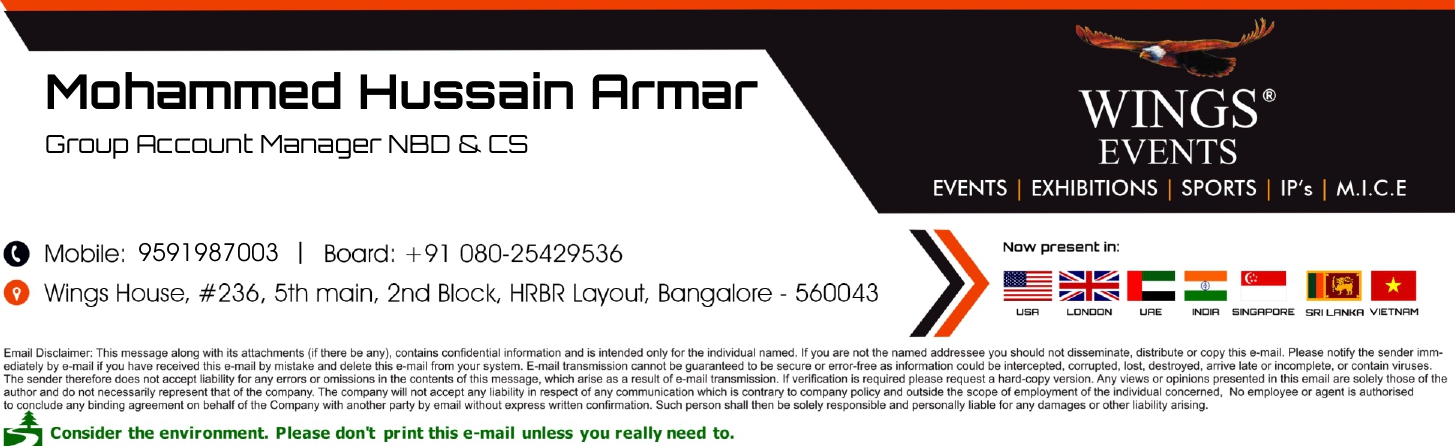 Mohammed Hussain Armar
Group Account Manager NBD & CS
WINGS®
EVENTS
EVENTS | EXHIBITIONS | SPORTS | IP's | M.I.C.E
Mobile: 9591987003 | Board: +91 080-25429536
Wings House, #236, 5th main, 2nd Block, HRBR Layout, Bangalore - 560043
Now present in:
USA LONDON UAE INDIA SINGAPORE SRI LANKA VIETNAM
Email Disclaimer: This message along with its attachments (if there be any), contains confidential information and is intended only for the individual named. If you are not the named addressee you should not disseminate, distribute or copy this e-mail. Please notify the sender imm-
ediately by e-mail if you have received this e-mail by mistake and delete this e-mail from your system. E-mail transmission cannot be guaranteed to be secure or error-free as information could be intercepted, corrupted, lost, destroyed, arrive late or incomplete, or contain viruses.
The sender therefore does not accept liability for any errors or omissions in the contents of this message, which arise as a result of e-mail transmission. If verification is required please request a hard-copy version. Any views or opinions presented in this email are solely those of the
author and do not necessarily represent that of the company. The company will not accept any liability in respect of any communication which is contrary to company policy and outside the scope of employment of the individual concerned, No employee or agent is authorised
to conclude any binding agreement on behalf of the Company with another party by email without express written confirmation. Such person shall then be solely responsible and personally liable for any damages or other liability arising.
Consider the environment. Please don't print this e-mail unless you really need to.